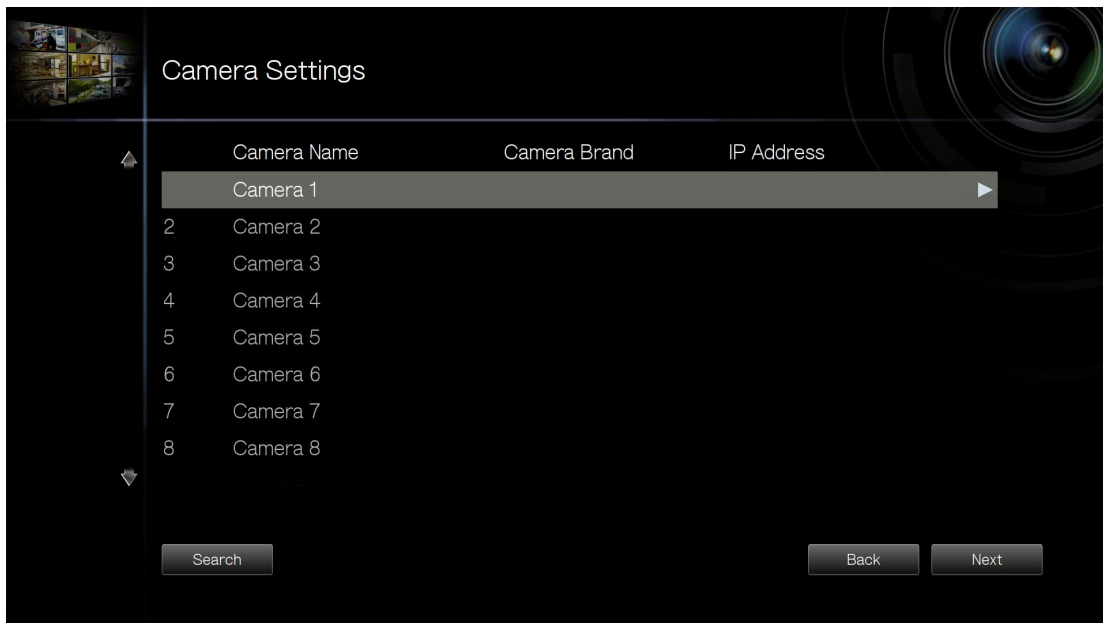 Camera Settings
Camera Name Camera Brand IP Address
Camera 1
2 Camera 2
3 Camera 3
4 Camera 4
5 Camera 5
6 Camera 6
7 Camera 7
8 Camera 8
Search Back Next